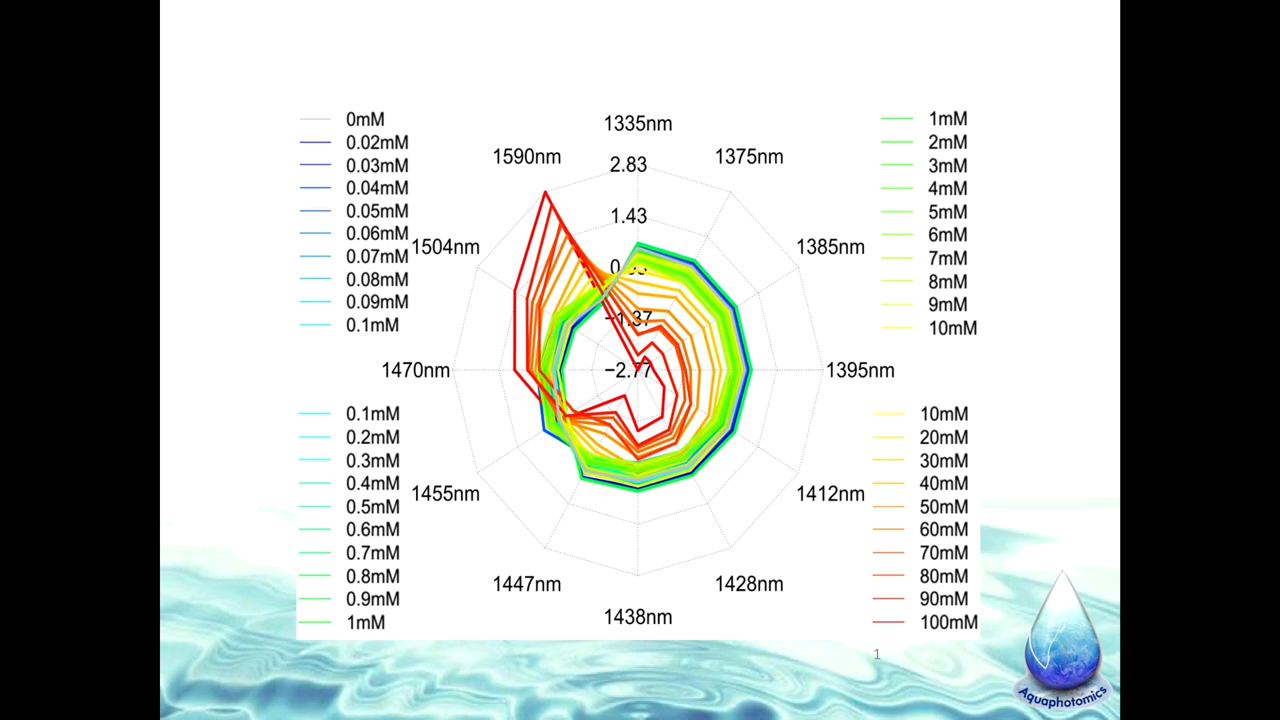 0mM
0.02mM
0.03mM
0.04mM
0.05mM
0.06mM
0.07mM
0.08mM
0.09mM
0.1mM
0.1mM
0.2mM
0.3mM
0.4mM
0.5mM
0.6mM
0.7mM
0.8mM
0.9mM
1mM
1335nm
1375nm
1385nm
1395nm
1412nm
1428nm
1438nm
1447nm
1455nm
1470nm
1504nm
1590nm
2.83
1.43
−1.37
−2.77
1mM
2mM
3mM
4mM
5mM
6mM
7mM
8mM
9mM
10mM
10mM
20mM
30mM
40mM
50mM
60mM
70mM
80mM
90mM
100mM
1
Aquaphotomics